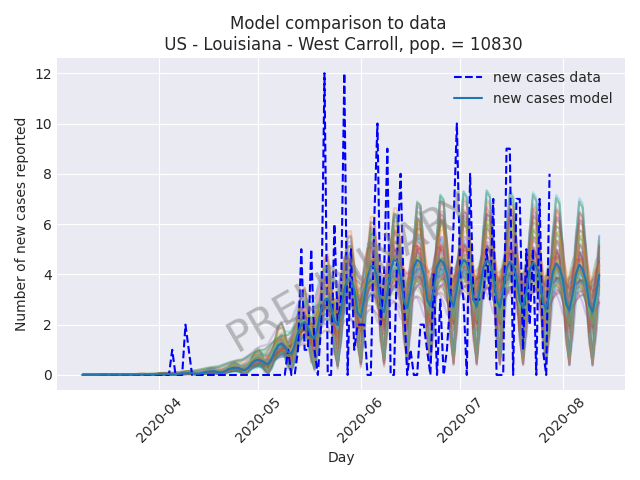 Model comparison to data
US - Louisiana - West Carroll, pop. = 10830
Number of new cases reported
12
10
8
6
4
2
0
new cases data
new cases model
PRELIMINARY
2020-04
2020-05
2020-06
2020-07
2020-08
Day